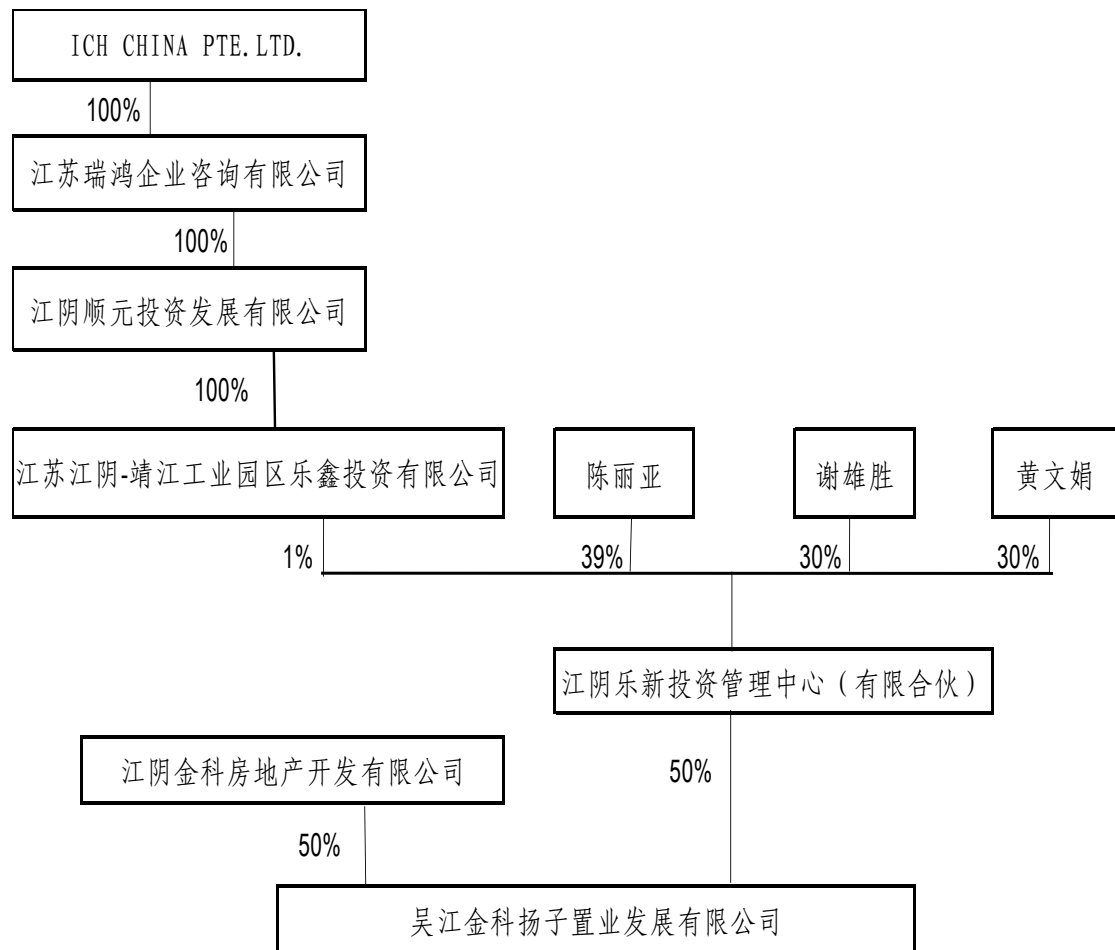 ICH CHINA PTE.LTD.
100%
江苏瑞鸿企业咨询有限公司
100%
江阴顺元投资发展有限公司
100%
江苏江阴-靖江工业园区乐鑫投资有限公司
陈丽亚
谢雄胜
黄文娟
1%
39%
30%
30%
江阴乐新投资管理中心（有限合伙）
江阴金科房地产开发有限公司
50%
50%
吴江金科扬子置业发展有限公司